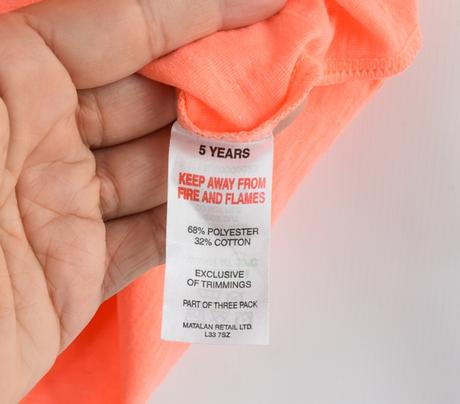 5 YEARS
KEEP AWAY FROM
FIRE AND FLAMES
68% POLYESTER
32% COTTON
EXCLUSIVE
OF TRIMMINGS
PART OF THREE PACK
MATALAN RETAIL LTD.
L33 7SZ